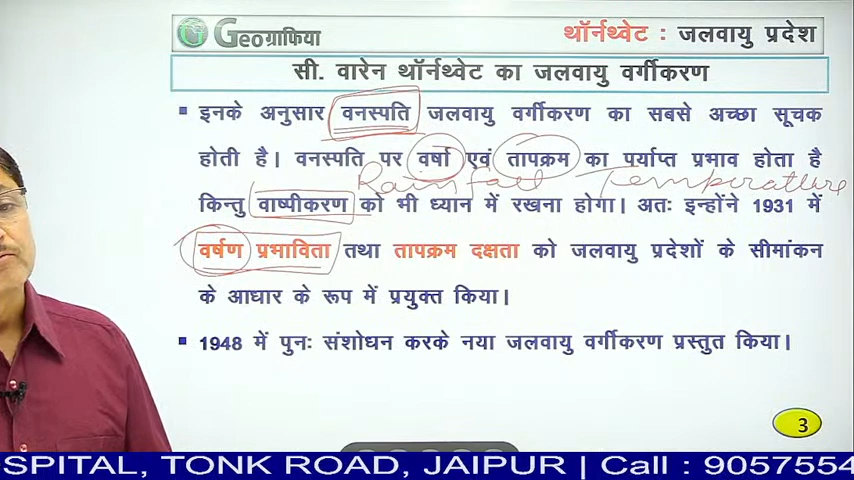 Geoग्राफिया
थॉर्नथ्वेट : जलवायु प्रदेश
सी. वारेन थॉर्नथ्वेट का जलवायु वर्गीकरण
▪ इनके अनुसार वनस्पति जलवायु वर्गीकरण का सबसे अच्छा सूचक
होती है। वनस्पति पर वर्षा एवं तापक्रम का पर्याप्त प्रभाव होता है
Rainfall Temperature
किन्तु वाष्पीकरण को भी ध्यान में रखना होगा। अतः इन्होंने 1931 में
वर्षण प्रभाविता तथा तापक्रम दक्षता को जलवायु प्रदेशों के सीमांकन
के आधार के रूप में प्रयुक्त किया।
▪ 1948 में पुनः संशोधन करके नया जलवायु वर्गीकरण प्रस्तुत किया।
3
SPITAL, TONK ROAD, JAIPUR | Call : 9057554